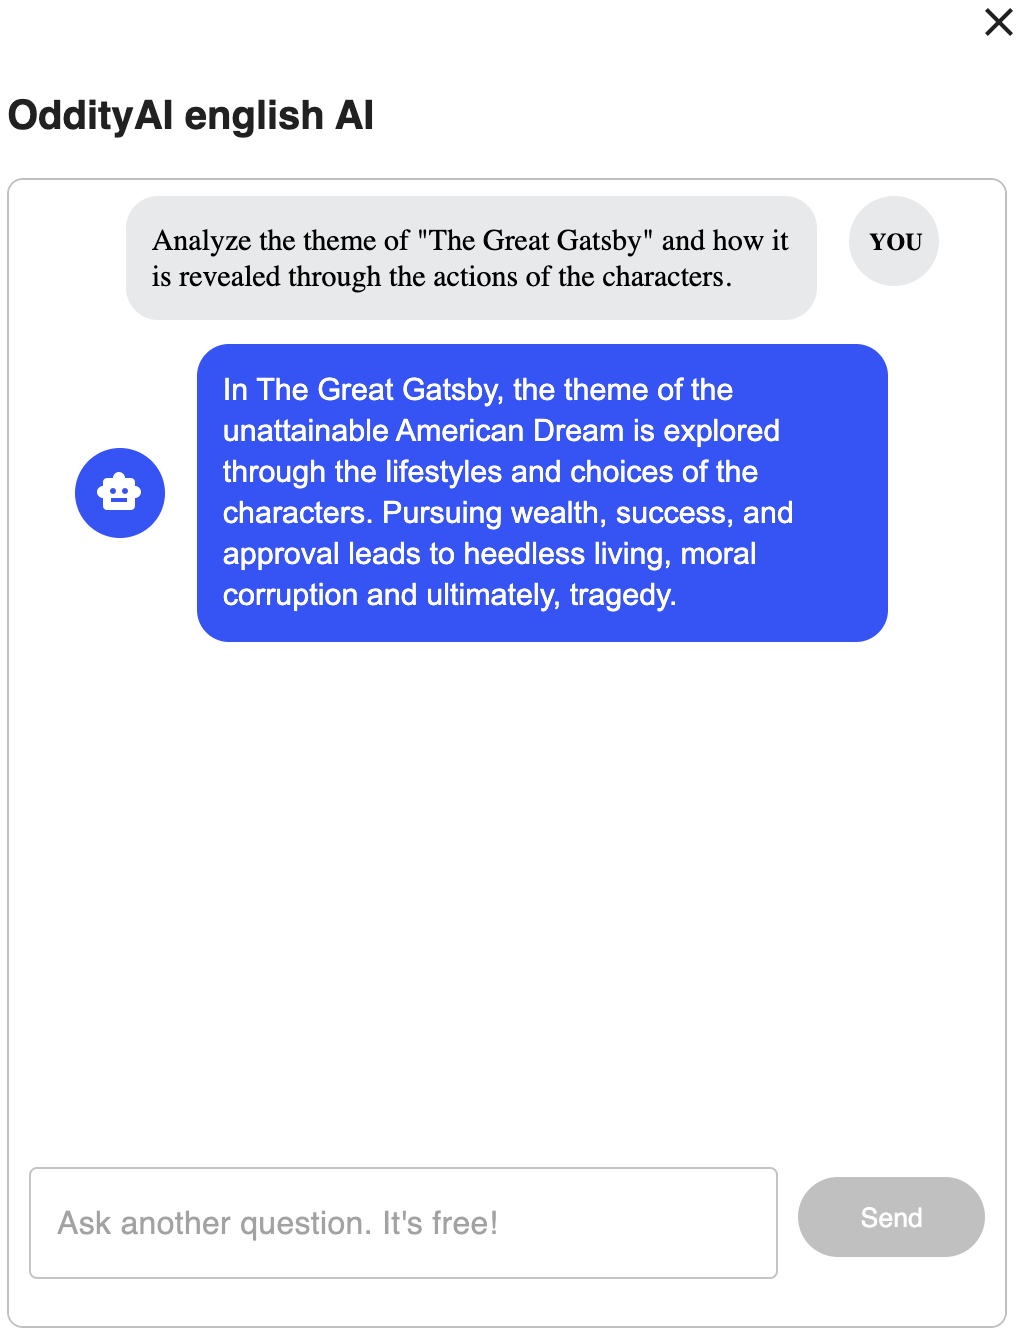 OddityAI english AI
Analyze the theme of "The Great Gatsby" and how it
is revealed through the actions of the characters.
YOU
In The Great Gatsby, the theme of the
unattainable American Dream is explored
through the lifestyles and choices of the
characters. Pursuing wealth, success, and
approval leads to heedless living, moral
corruption and ultimately, tragedy.
Ask another question. It's free!
Send